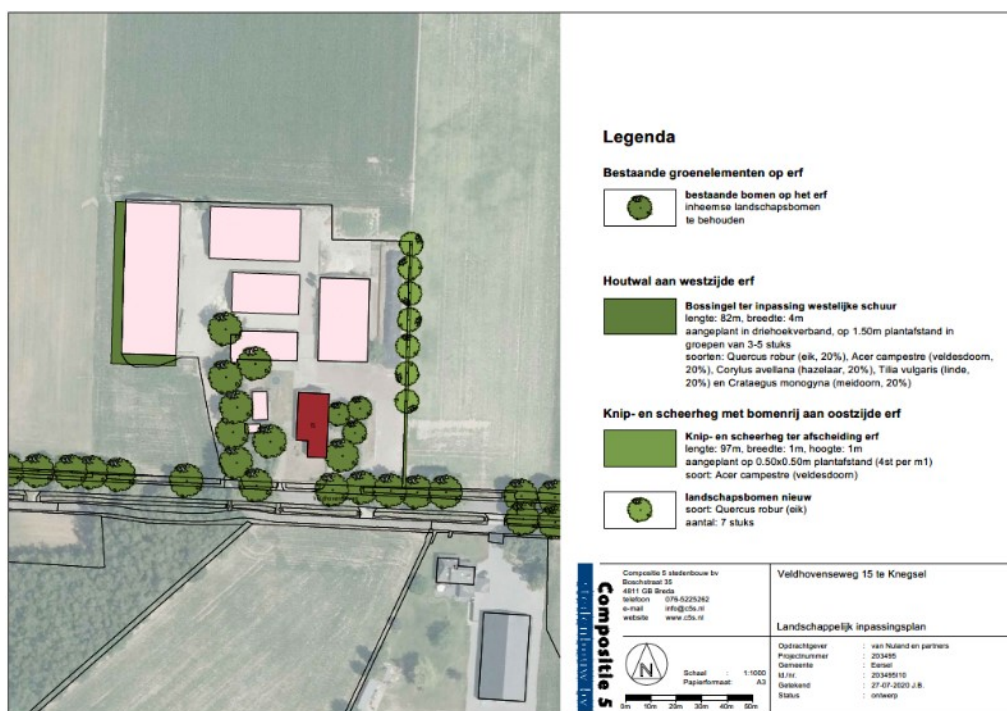 Legenda
Bestaande groenelementen op erf
bestaande bomen op het erf
inheemse landschapsbomen
te behouden
Houtwal aan westzijde erf
Bossingel ter inpassing westelijke schuur
lengte: 82m, breedte: 4m
aangeplant in driehoekverband, op 1.50m plantafstand in
groepen van 3-5 stuks
soorten: Quercus robur (eik, 20%), Acer campestre (veldesdoorn,
20%), Corylus avellana (hazelaar, 20%), Tilia vulgaris (linde,
20%) en Crataegus monogyna (meidoorn, 20%)
Knip- en scheerheg met bomenrij aan oostzijde erf
Knip- en scheerheg ter afscheiding erf
lengte: 97m, breedte: 1m, hoogte: 1m
aangeplant op 0.50x0.50m plantafstand (4st per m1)
soort: Acer campestre (veldesdoorn)
landschapsbomen nieuw
soort: Quercus robur (eik)
aantal: 7 stuks
Compositie 5
stedenbouw bv
Compositie 5 stedenbouw bv
Boschstraat 35
4811 GB Breda
telefoon 076-5225262
e-mail info@c5s.nl
website www.c5s.nl
N
Schaal : 1:1000
Papierformaat: A3
0m 10m 20m 30m 40m 50m
Veldhovenseweg 15 te Knegsel
Landschappelijk inpassingsplan
Opdrachtgever : van Nuland en partners
Projectnummer : 203495
Gemeente : Eersel
Id./nr. : 203495I10
Getekend : 27-07-2020 J.B.
Status : ontwerp